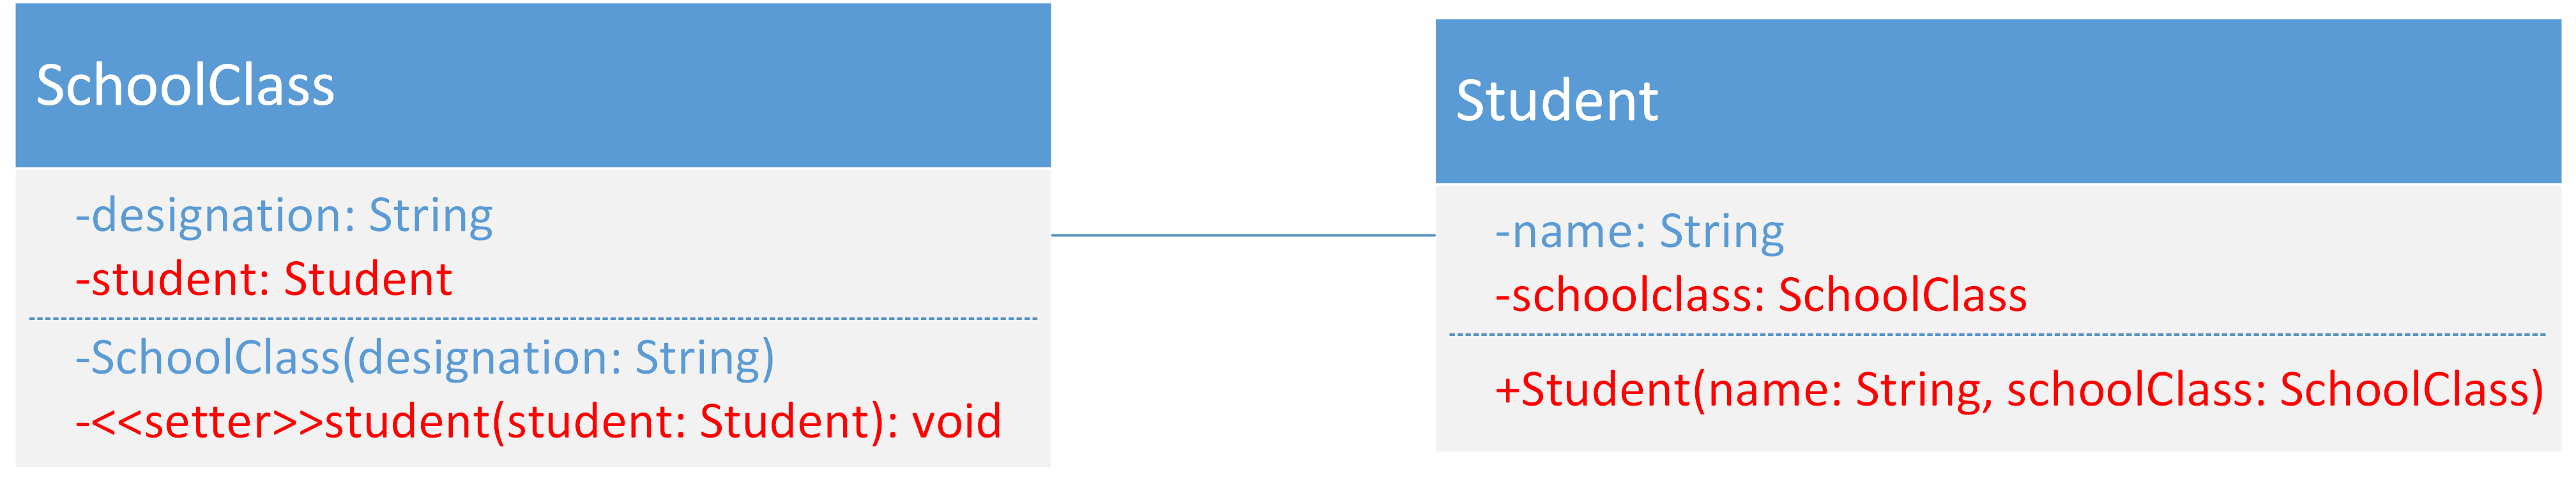 SchoolClass
-designation: String
-student: Student
-SchoolClass(designation: String)
-<<setter>>student(student: Student): void
Student
-name: String
-schoolclass: SchoolClass
+Student(name: String, schoolClass: SchoolClass)